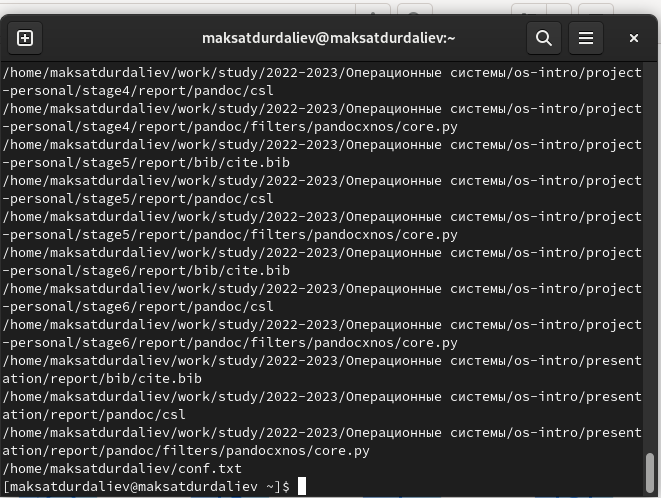 maksatdurdaliev@maksatdurdaliev:~
/home/maksatdurdaliev/work/study/2022-2023/Операционные системы/os-intro/project
-personal/stage4/report/pandoc/csl
/home/maksatdurdaliev/work/study/2022-2023/Операционные системы/os-intro/project
-personal/stage4/report/pandoc/filters/pandocxnos/core.py
/home/maksatdurdaliev/work/study/2022-2023/Операционные системы/os-intro/project
-personal/stage5/report/bib/cite.bib
/home/maksatdurdaliev/work/study/2022-2023/Операционные системы/os-intro/project
-personal/stage5/report/pandoc/csl
/home/maksatdurdaliev/work/study/2022-2023/Операционные системы/os-intro/project
-personal/stage5/report/pandoc/filters/pandocxnos/core.py
/home/maksatdurdaliev/work/study/2022-2023/Операционные системы/os-intro/project
-personal/stage6/report/bib/cite.bib
/home/maksatdurdaliev/work/study/2022-2023/Операционные системы/os-intro/project
-personal/stage6/report/pandoc/csl
/home/maksatdurdaliev/work/study/2022-2023/Операционные системы/os-intro/project
-personal/stage6/report/pandoc/filters/pandocxnos/core.py
/home/maksatdurdaliev/work/study/2022-2023/Операционные системы/os-intro/present
ation/report/bib/cite.bib
/home/maksatdurdaliev/work/study/2022-2023/Операционные системы/os-intro/present
ation/report/pandoc/csl
/home/maksatdurdaliev/work/study/2022-2023/Операционные системы/os-intro/present
ation/report/pandoc/filters/pandocxnos/core.py
/home/maksatdurdaliev/conf.txt
[maksatdurdaliev@maksatdurdaliev ~]$